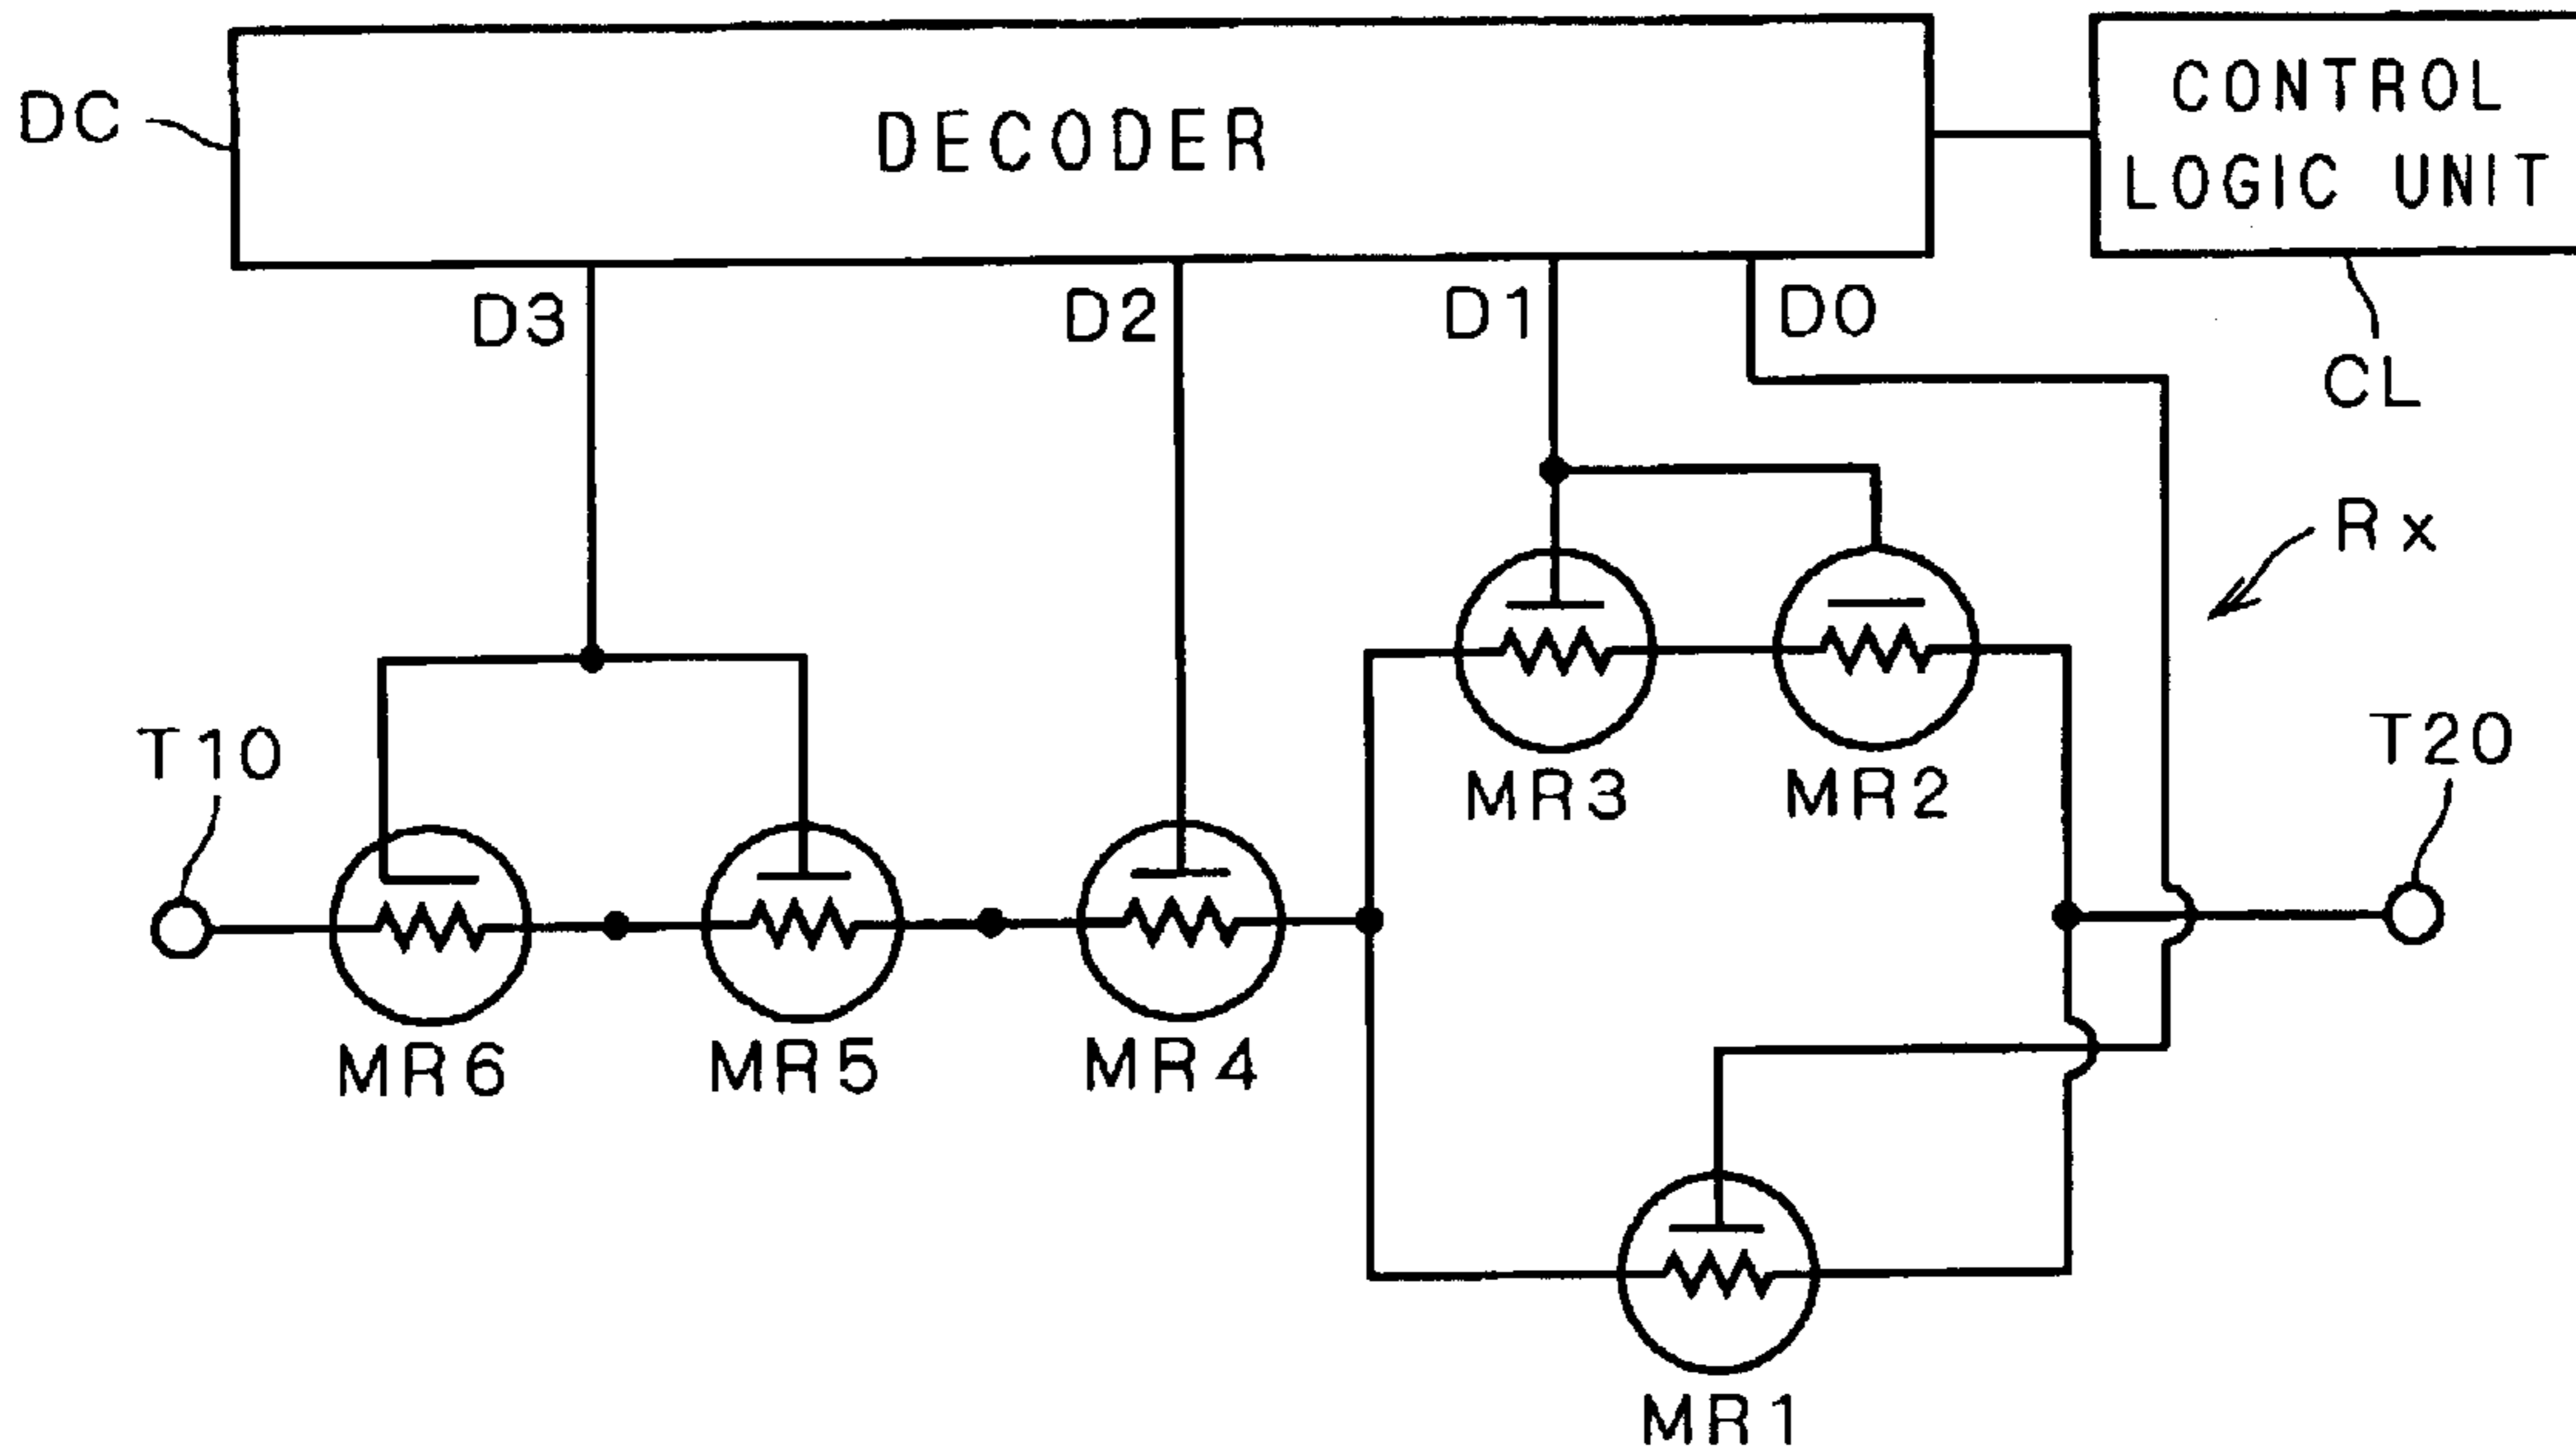 DC
DECODER
CONTROL
LOGIC UNIT
D3
D2
D1
D0
CL
Rx
T10
MR3
MR2
T20
MR6
MR5
MR4
MR1